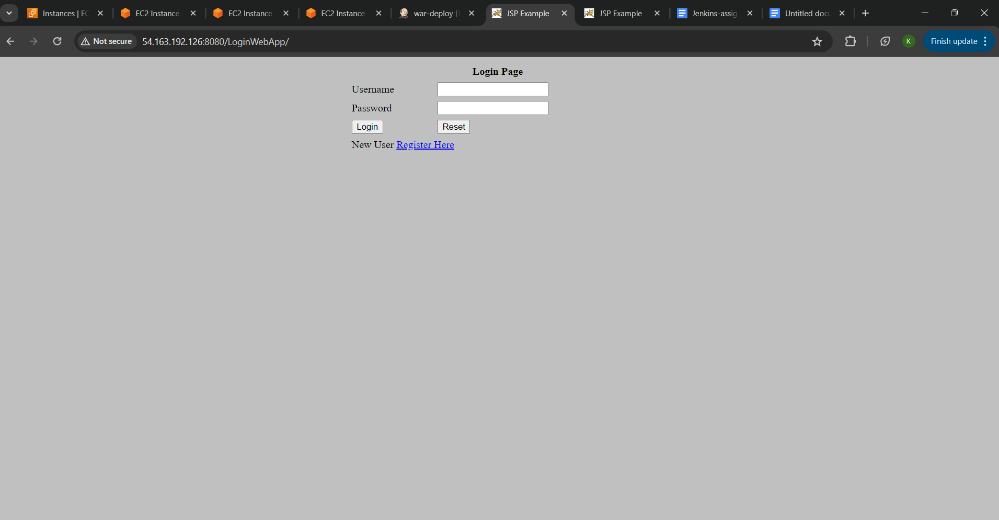 Instances | EC
EC2 Instance
EC2 Instance
EC2 Instance
war-deploy [J
JSP Example
JSP Example
Jenkins-assig
Untitled docu
Not secure
54.163.192.126:8080/LoginWebApp/
K
Finish update
Login Page
Username
Password
Login Reset
New User Register Here